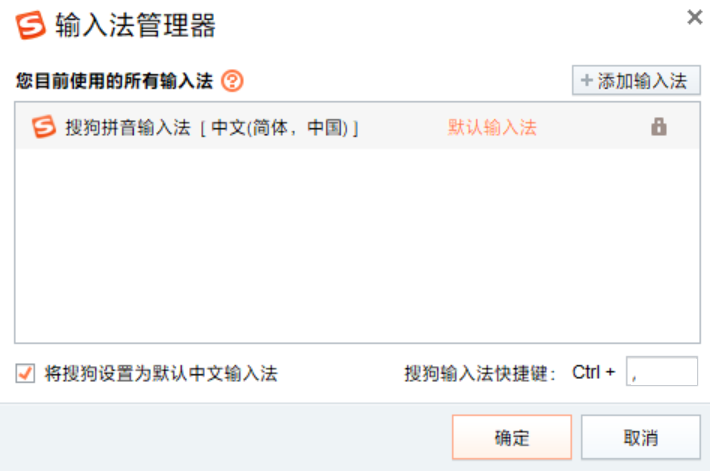 输入法管理器
您目前使用的所有输入法 ? + 添加输入法
搜狗拼音输入法 [ 中文(简体，中国) ] 默认输入法
将搜狗设置为默认中文输入法 搜狗输入法快捷键： Ctrl + ,
确定 取消